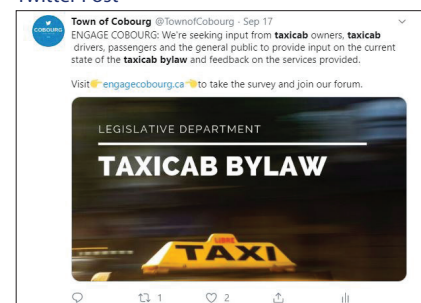 Twitter Post
COBOURG
Town of Cobourg @TownofCobourg · Sep 17
ENGAGE COBOURG: We're seeking input from taxicab owners, taxicab
drivers, passengers and the general public to provide input on the current
state of the taxicab bylaw and feedback on the services provided.
Visit👉engagecobourg.ca👈to take the survey and join our forum.
LEGISLATIVE DEPARTMENT
TAXICAB BYLAW
LIBRE
TAXI
1
2